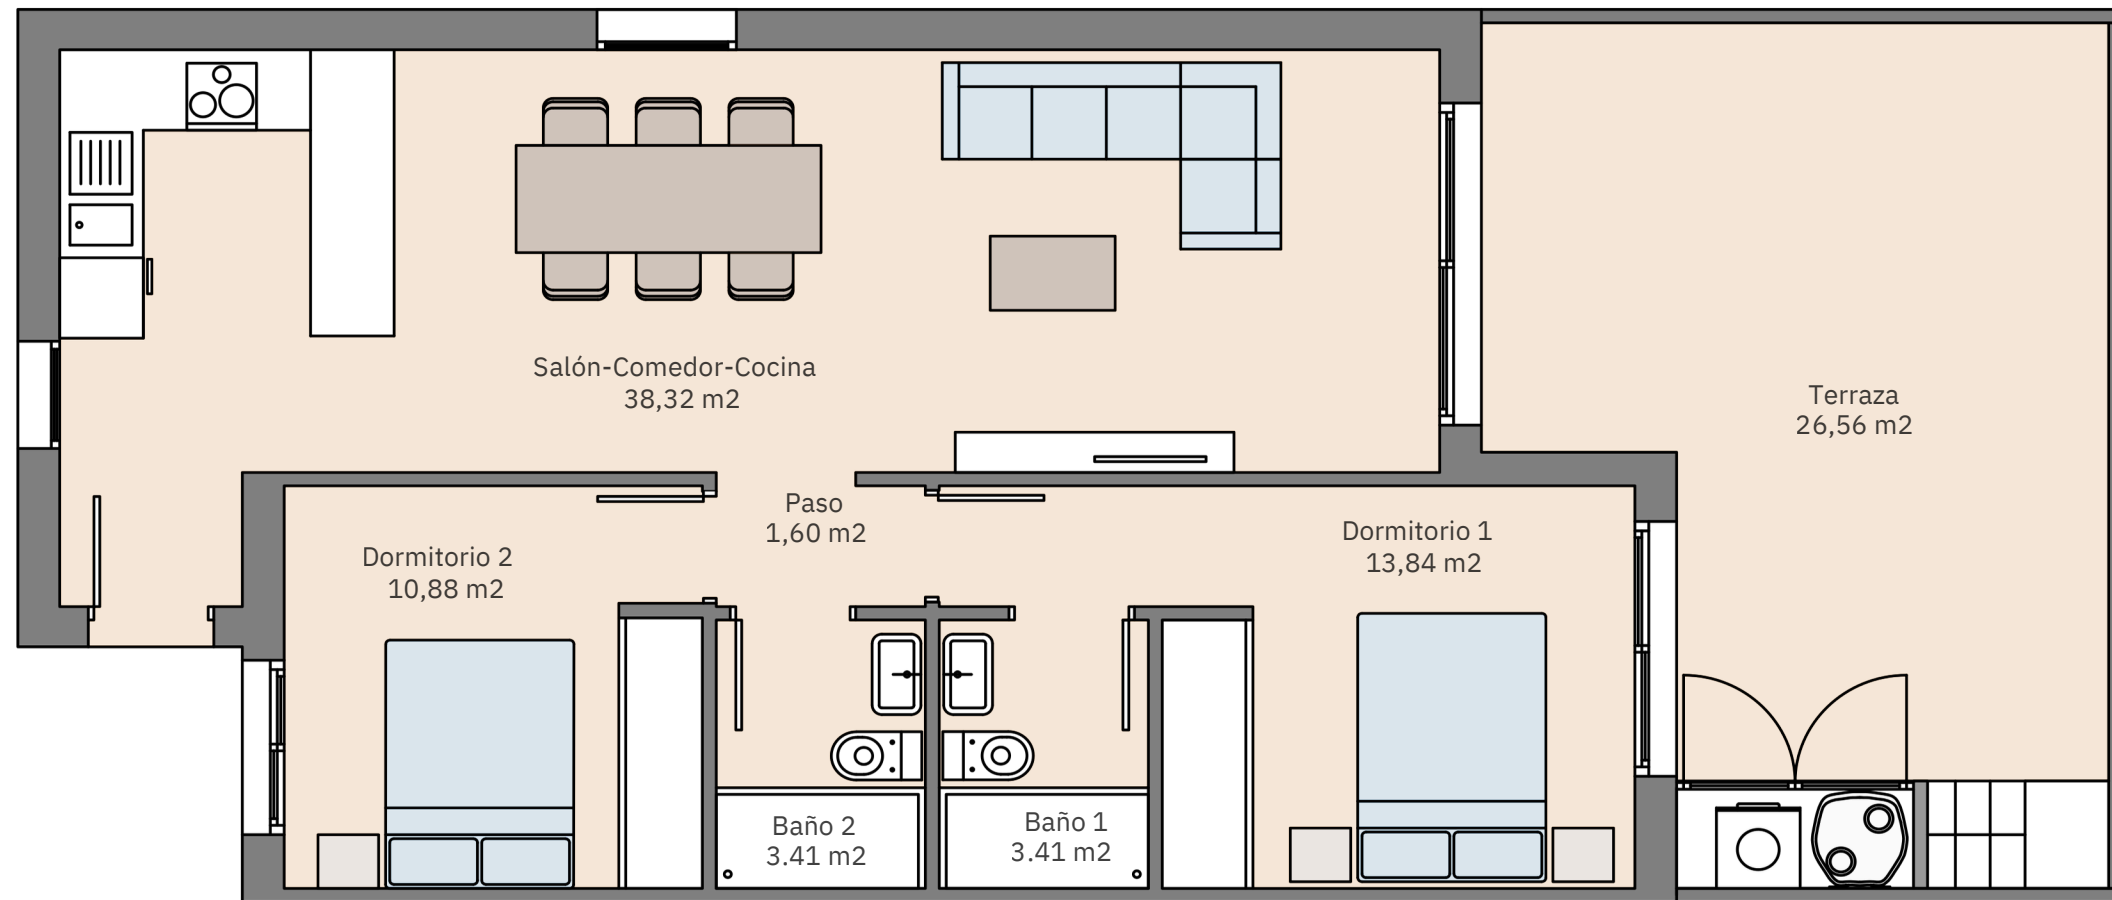 Salón-Comedor-Cocina
38,32 m2
Terraza
26,56 m2
Paso
1,60 m2
Dormitorio 1
13,84 m2
Dormitorio 2
10,88 m2
Baño 2
3.41 m2
Baño 1
3.41 m2